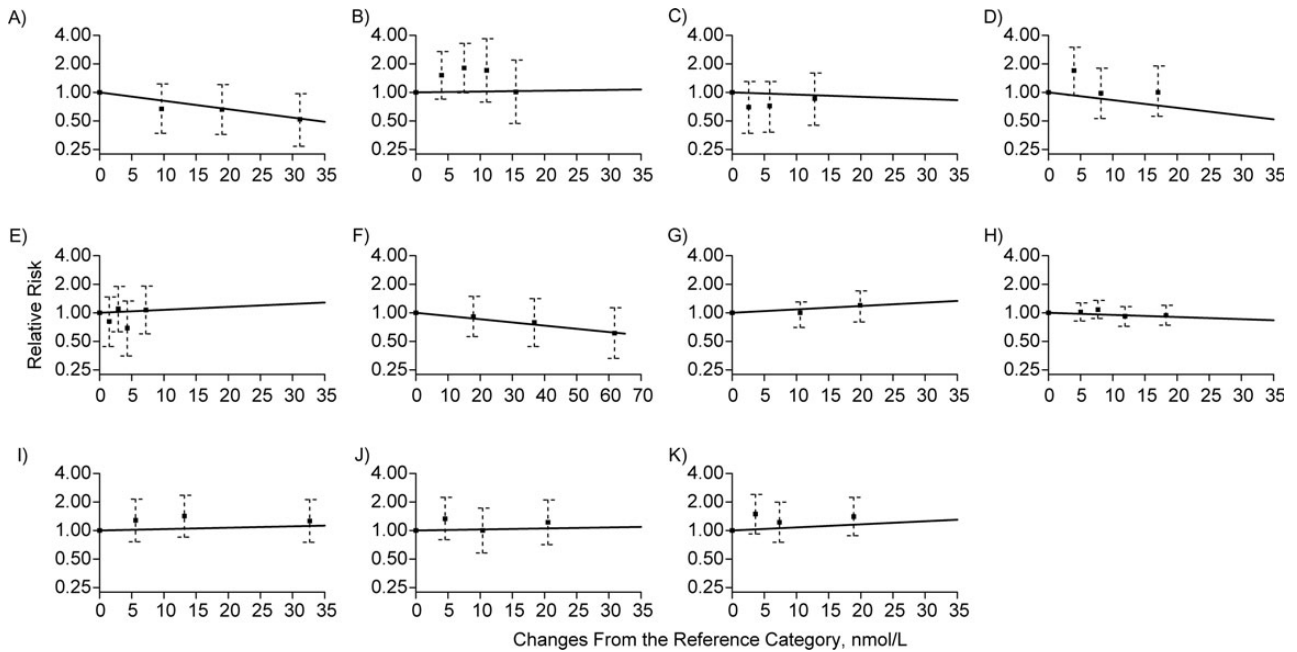 A)
4.00
2.00
1.00
0.50
0.25
0 5 10 15 20 25 30 35
B)
4.00
2.00
1.00
0.50
0.25
0 5 10 15 20 25 30 35
C)
4.00
2.00
1.00
0.50
0.25
0 5 10 15 20 25 30 35
D)
4.00
2.00
1.00
0.50
0.25
0 5 10 15 20 25 30 35
Relative Risk
E)
4.00
2.00
1.00
0.50
0.25
0 5 10 15 20 25 30 35
F)
4.00
2.00
1.00
0.50
0.25
0 10 20 30 40 50 60 70
G)
4.00
2.00
1.00
0.50
0.25
0 5 10 15 20 25 30 35
H)
4.00
2.00
1.00
0.50
0.25
0 5 10 15 20 25 30 35
I)
4.00
2.00
1.00
0.50
0.25
0 5 10 15 20 25 30 35
J)
4.00
2.00
1.00
0.50
0.25
0 5 10 15 20 25 30 35
K)
4.00
2.00
1.00
0.50
0.25
0 5 10 15 20 25 30 35
Changes From the Reference Category, nmol/L